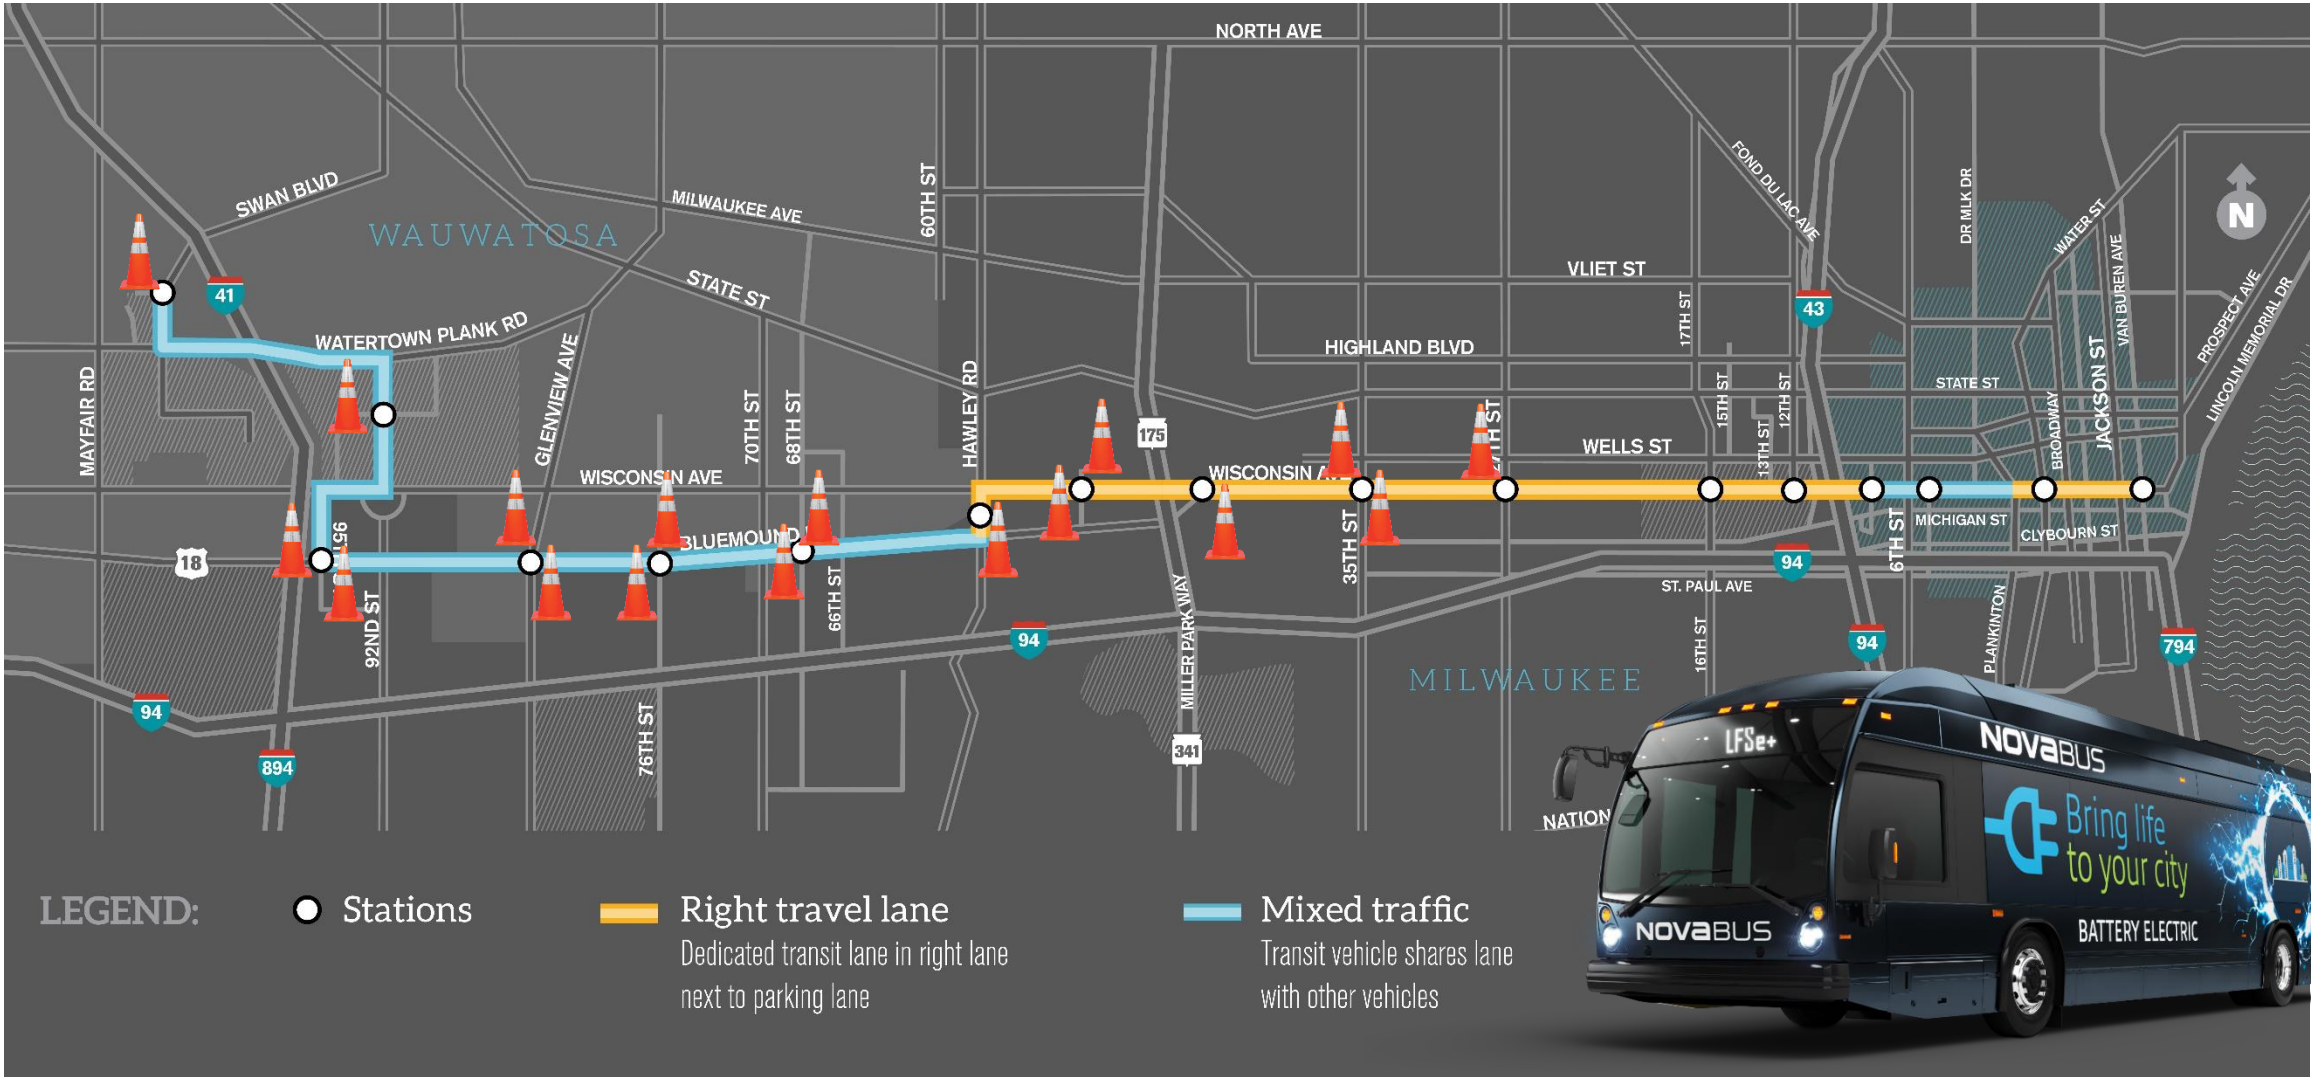 NORTH AVE
SWAN BLVD
WAUWATOSA
MILWAUKEE AVE
60TH ST
FOND DU LAC AVE
DR MLK DR
WATER ST
VAN BUREN AVE
N
41
STATE ST
VLIET ST
17TH ST
43
PROSPECT AVE
LINCOLN MEMORIAL DR
WATERTOWN PLANK RD
GLENVIEW AVE
MAYFAIR RD
HIGHLAND BLVD
70TH ST
68TH ST
HAWLEY RD
15TH ST
12TH ST
STATE ST
JACKSON ST
BROADWAY
175
27TH ST
13TH ST
WELLS ST
WISCONSIN AVE
WISCONSIN A
95TH
BLUEMOUND
MICHIGAN ST
CLYBOURN ST
18
35TH ST
6TH ST
94
ST. PAUL AVE
92ND ST
66TH ST
MILLER PARK WAY
16TH ST
PLANKINTON
94
94
794
MILWAUKEE
94
76TH ST
894
341
NATION
LFSe+
NOVABUS
Bring life
to your city
BATTERY ELECTRIC
NOVABUS
LEGEND:
Stations
Right travel lane
Dedicated transit lane in right lane
next to parking lane
Mixed traffic
Transit vehicle shares lane
with other vehicles